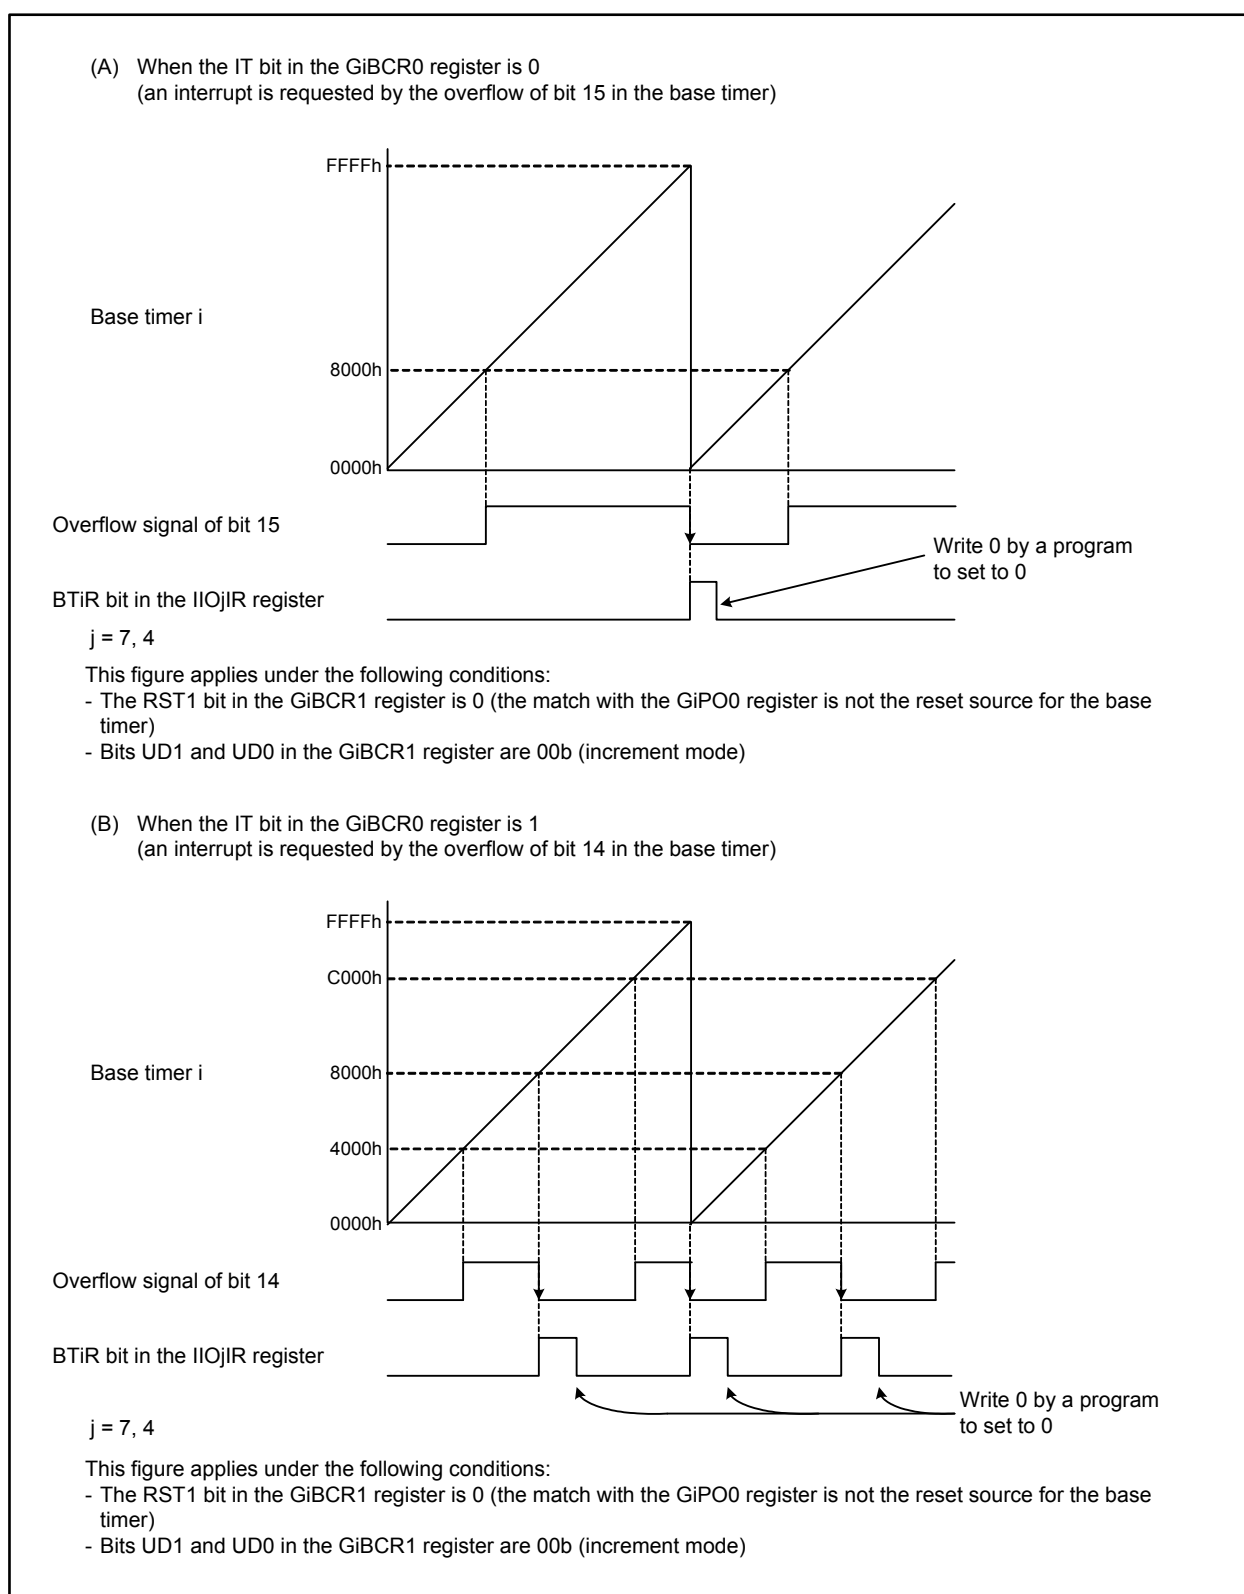 (A) When the IT bit in the GiBCR0 register is 0
(an interrupt is requested by the overflow of bit 15 in the base timer)
FFFFh
Base timer i
8000h
0000h
Overflow signal of bit 15
Write 0 by a program
to set to 0
BTiR bit in the IIOjIR register
j = 7, 4
This figure applies under the following conditions:
- The RST1 bit in the GiBCR1 register is 0 (the match with the GiPO0 register is not the reset source for the base
timer)
- Bits UD1 and UD0 in the GiBCR1 register are 00b (increment mode)
(B) When the IT bit in the GiBCR0 register is 1
(an interrupt is requested by the overflow of bit 14 in the base timer)
FFFFh
C000h
Base timer i
8000h
4000h
0000h
Overflow signal of bit 14
BTiR bit in the IIOjIR register
Write 0 by a program
to set to 0
j = 7, 4
This figure applies under the following conditions:
- The RST1 bit in the GiBCR1 register is 0 (the match with the GiPO0 register is not the reset source for the base
timer)
- Bits UD1 and UD0 in the GiBCR1 register are 00b (increment mode)